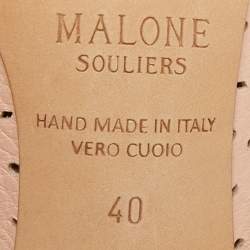 MALONE
SOULIERS
HAND MADE IN ITALY
VERO CUOIO
40